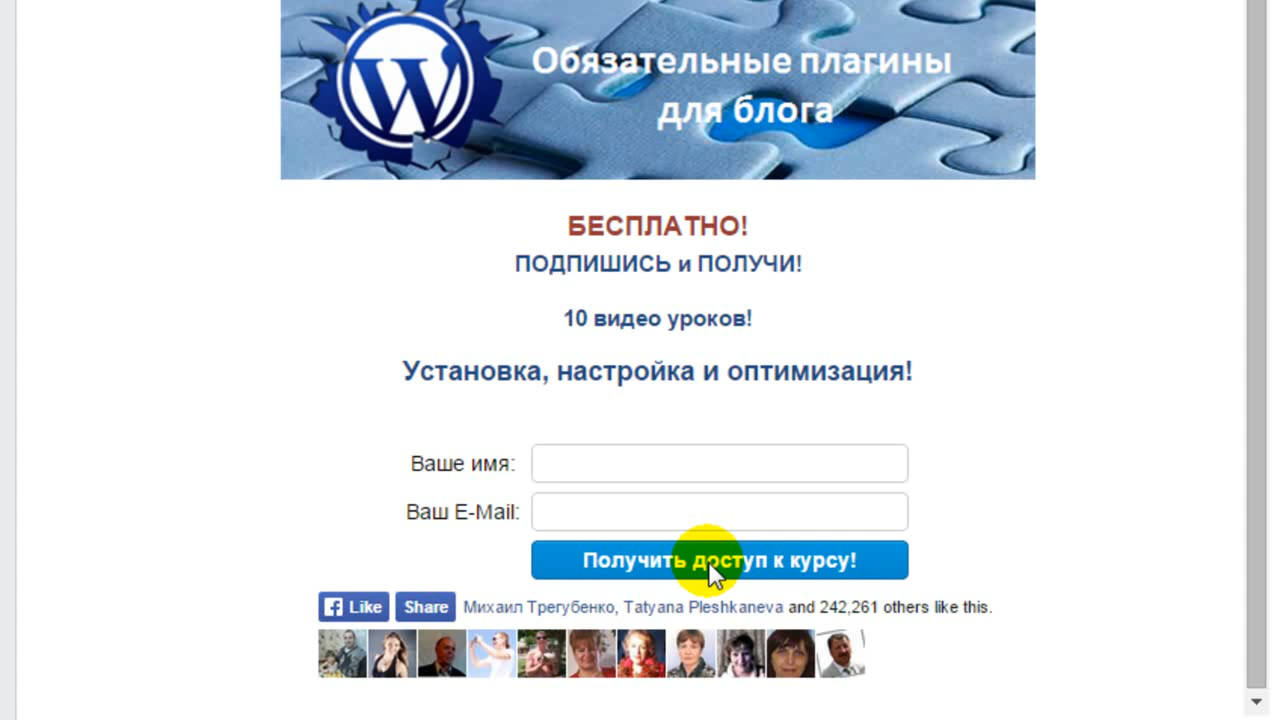 W
Обязательные плагины
для блога
БЕСПЛАТНО!
ПОДПИШИСЬ и ПОЛУЧИ!
10 видео уроков!
Установка, настройка и оптимизация!
Ваше имя:
Ваш E-Mail:
Получить доступ к курсу!
Like Share Михаил Трегубенко, Tatyana Pleshkaneva and 242,261 others like this.